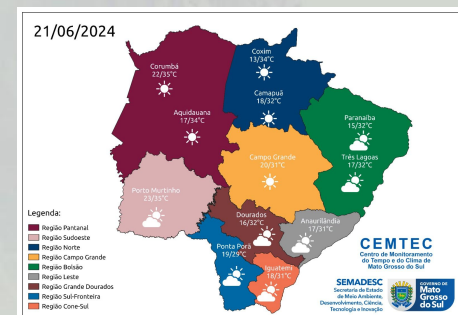 21/06/2024
Coxim
13/34°C
Corumbá
22/35°C
Camapuã
18/32°C
Aquidauana
17/34°C
Paranaíba
15/32°C
Três Lagoas
17/32°C
Campo Grande
20/31°C
Porto Murtinho
23/35°C
Dourados
16/32°C
Anaurilândia
17/31°C
Ponta Porã
19/29°C
Iguatemi
18/31°C
Legenda:
Região Pantanal
Região Sudoeste
Região Norte
Região Campo Grande
Região Bolsão
Região Leste
Região Grande Dourados
Região Sul-Fronteira
Região Cone-Sul
CEMTEC
Centro de Monitoramento
do Tempo e do Clima de
Mato Grosso do Sul
SEMADESC
Secretaria de Estado
de Meio Ambiente,
Desenvolvimento, Ciência,
Tecnologia e Inovação
GOVERNO DE
Mato
Grosso
do Sul